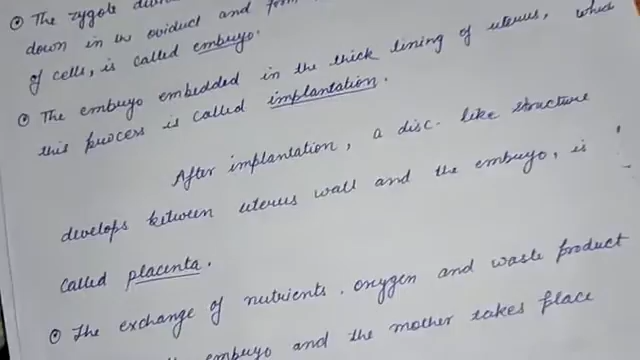 ⊙ The zygote
down in the oviduct and form
of cells, is called embryo.
⊙ The embryo embedded in the thick lining of uterus, which
this process is called implantation.
After implantation, a disc-like structure
develops between uterus wall and the embryo, is
called placenta.
⊙ The exchange of nutrients, oxygen and waste product
embryo and the mother takes place